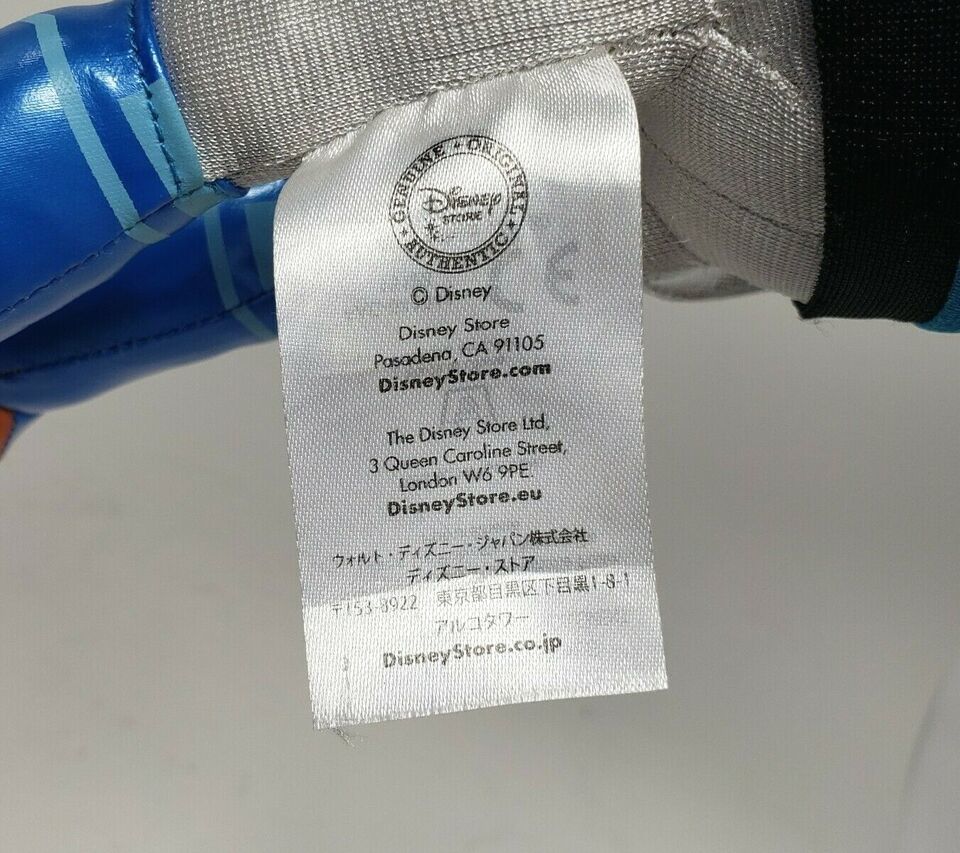 GENUINE ★ ORIGINAL ★ AUTHENTIC ★
Disney
STORE
© Disney
Disney Store
Pasadena, CA 91105
DisneyStore.com
The Disney Store Ltd,
3 Queen Caroline Street,
London W6 9PE.
DisneyStore.eu
ウォルト・ディズニー・ジャパン株式会社
ディズニー・ストア
〒153-8922 東京都目黒区下目黒1-8-1
アルコタワー
DisneyStore.co.jp